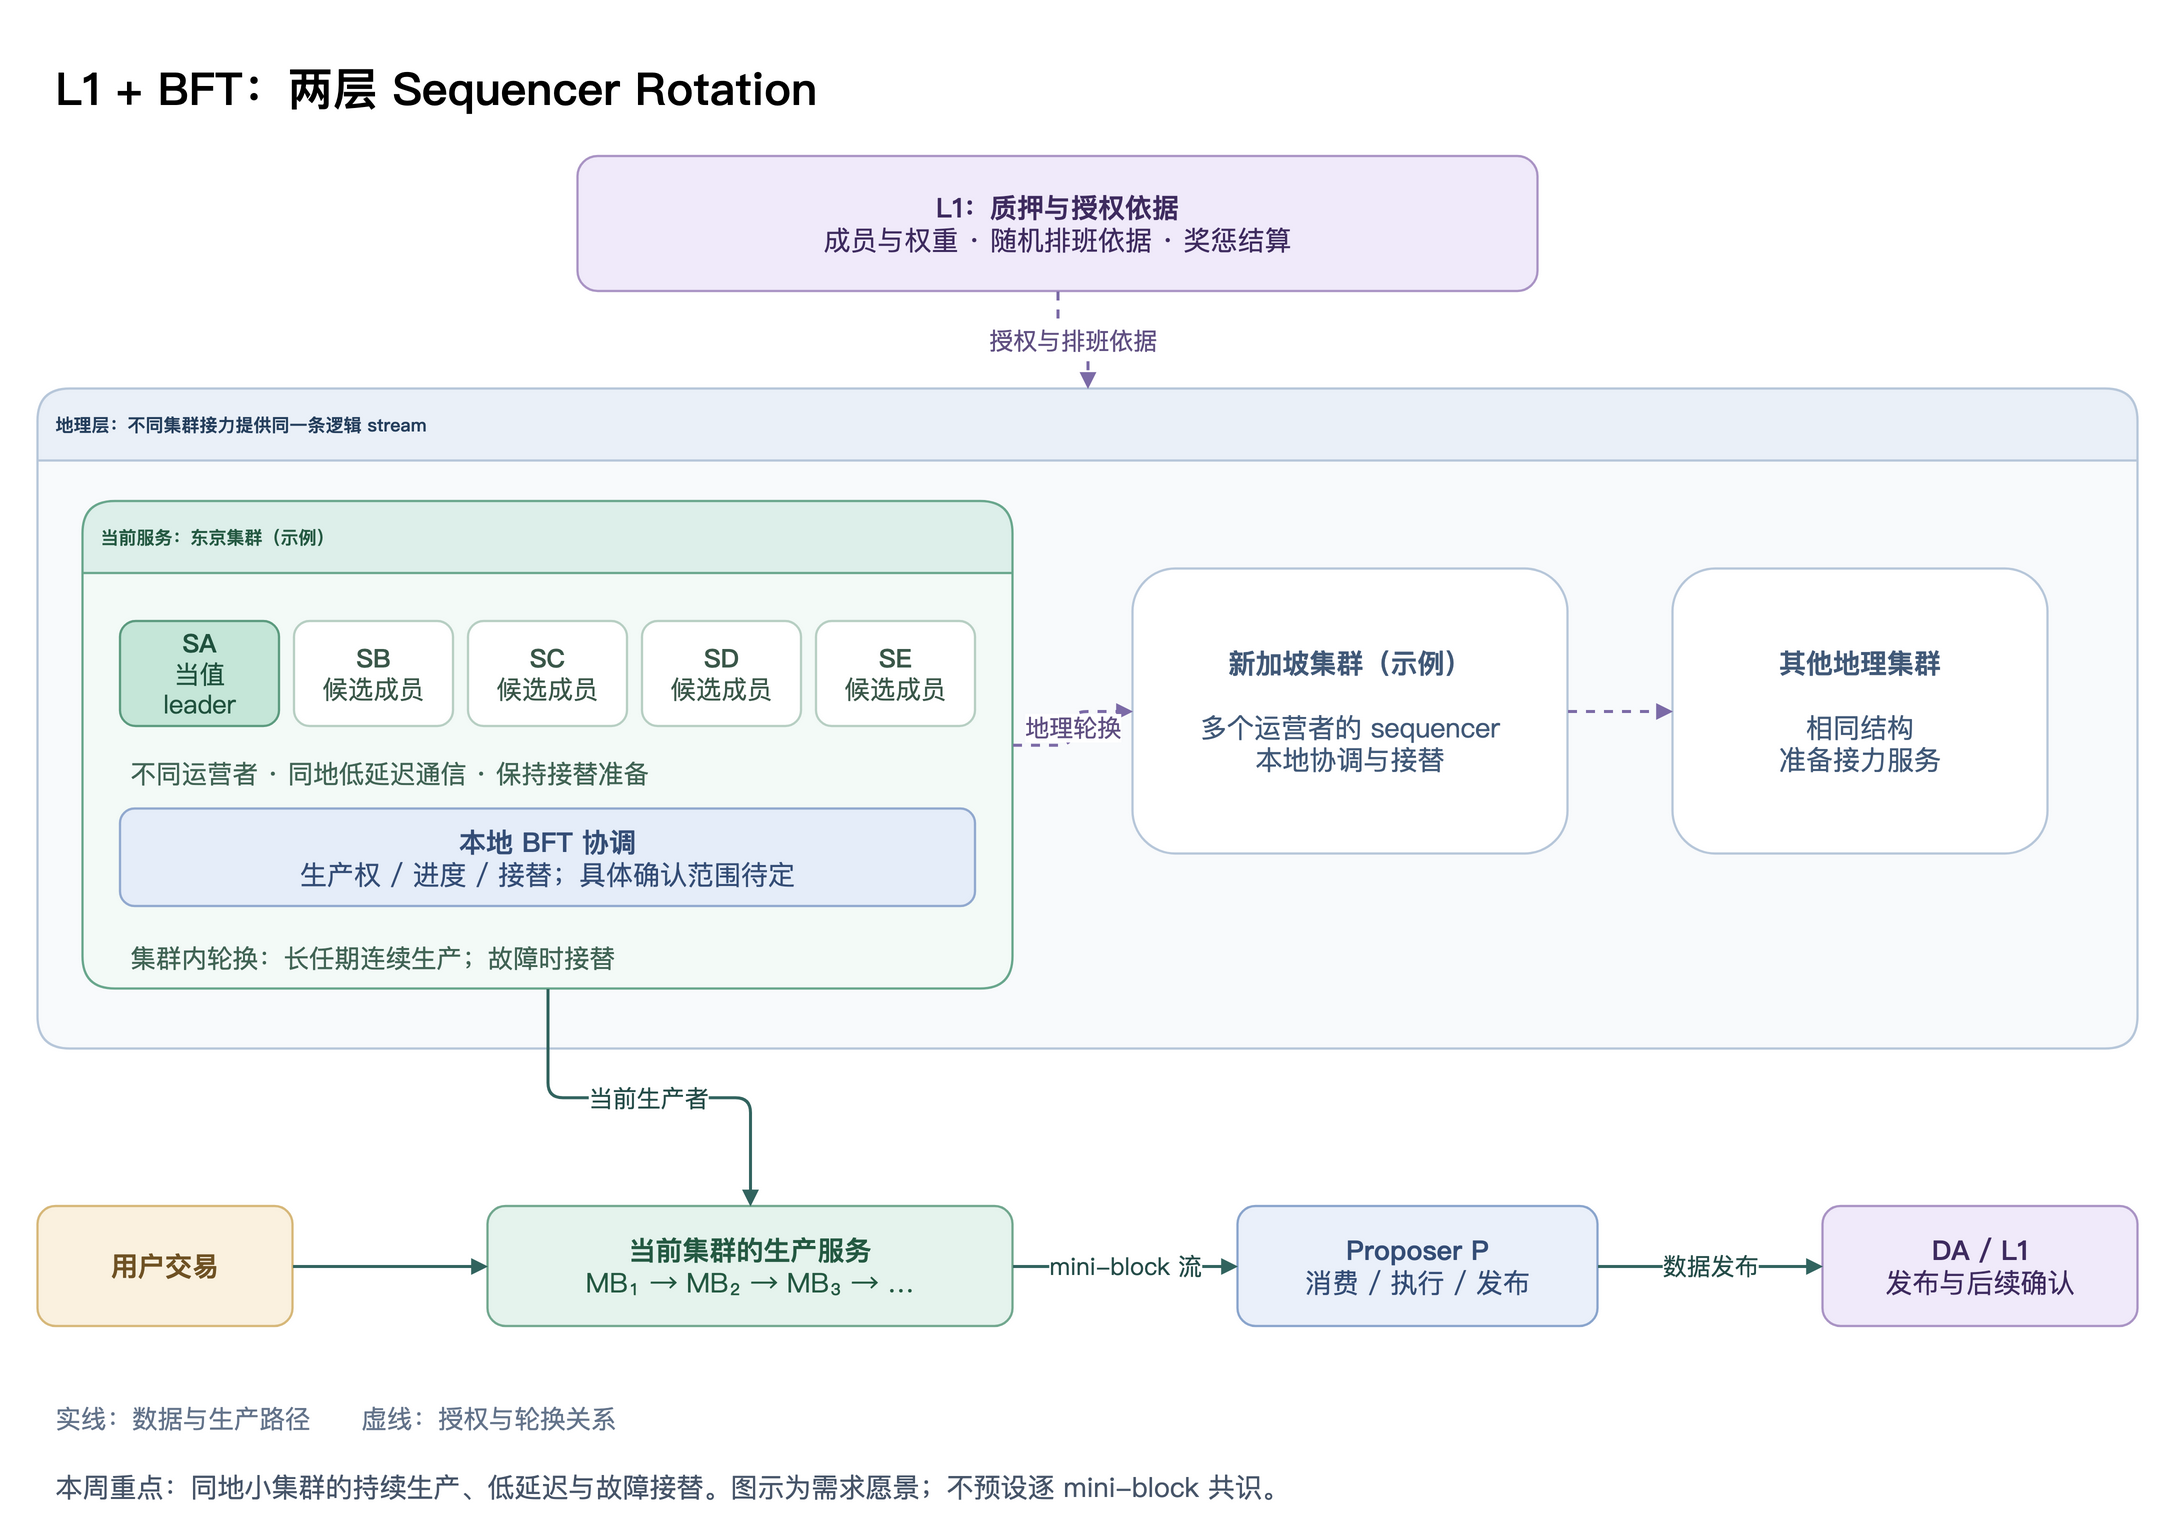 L1 + BFT：两层 Sequencer Rotation
L1：质押与授权依据
成员与权重 · 随机排班依据 · 奖惩结算
授权与排班依据
地理层：不同集群接力提供同一条逻辑 stream
当前服务：东京集群（示例）
SA
当值
leader
SB
候选成员
SC
候选成员
SD
候选成员
SE
候选成员
不同运营者 · 同地低延迟通信 · 保持接替准备
本地 BFT 协调
生产权 / 进度 / 接替；具体确认范围待定
集群内轮换：长任期连续生产；故障时接替
地理轮换
新加坡集群（示例）
多个运营者的 sequencer
本地协调与接替
其他地理集群
相同结构
准备接力服务
当前生产者
用户交易
当前集群的生产服务
MB₁ → MB₂ → MB₃ → …
mini-block 流
Proposer P
消费 / 执行 / 发布
数据发布
DA / L1
发布与后续确认
实线：数据与生产路径 虚线：授权与轮换关系
本周重点：同地小集群的持续生产、低延迟与故障接替。图示为需求愿景；不预设逐 mini-block 共识。